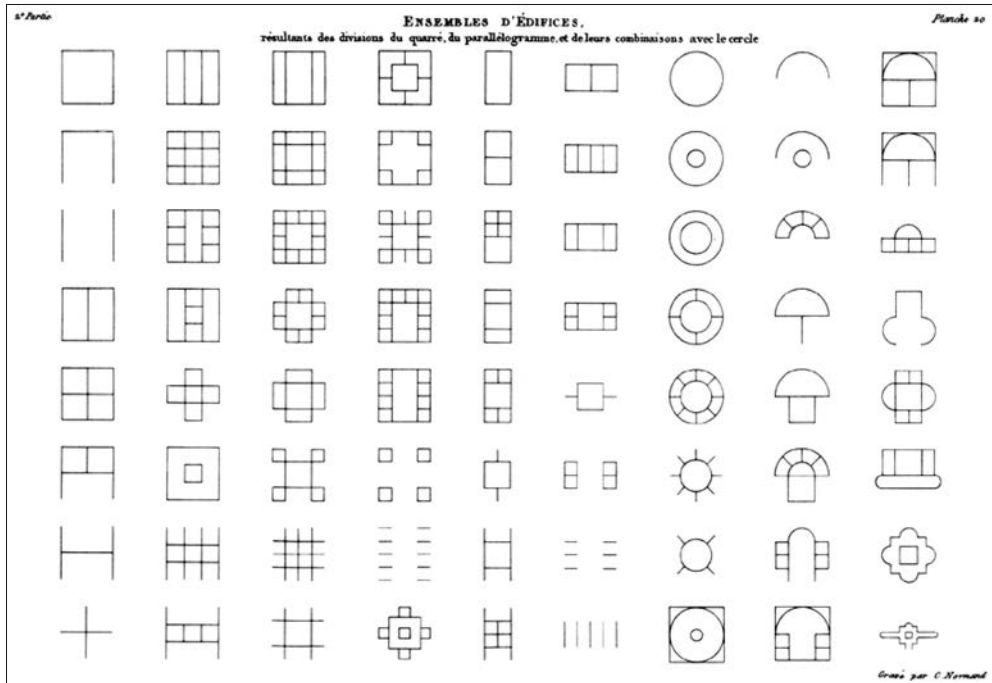 2e Partie
ENSEMBLES D'ÉDIFICES,
Planche 20
résultants des divisions du quarré, du parallélogramme, et de leurs combinaisons avec le cercle
Gravé par C. Normand